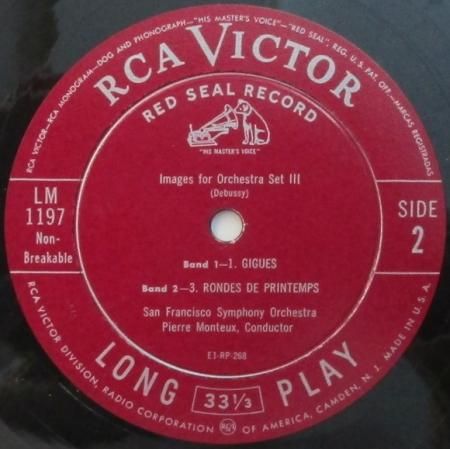 RCA VICTOR—RCA MONOGRAM—DOG AND PHONOGRAPH—"HIS MASTER'S VOICE"—"RED SEAL" REG. U. S. PAT. OFF.—MARCAS REGISTRADAS
RCA VICTOR
RED SEAL RECORD
"HIS MASTER'S VOICE"
Images for Orchestra Set III
(Debussy)
LM
1197
Non-
Breakable
SIDE
2
Band 1—1. GIGUES
Band 2—3. RONDES DE PRINTEMPS
San Francisco Symphony Orchestra
Pierre Monteux, Conductor
E1-RP-268
LONG 33 1/3 PLAY
RCA VICTOR DIVISION, RADIO CORPORATION RCA OF AMERICA, CAMDEN, N. J. MADE IN U.S.A.